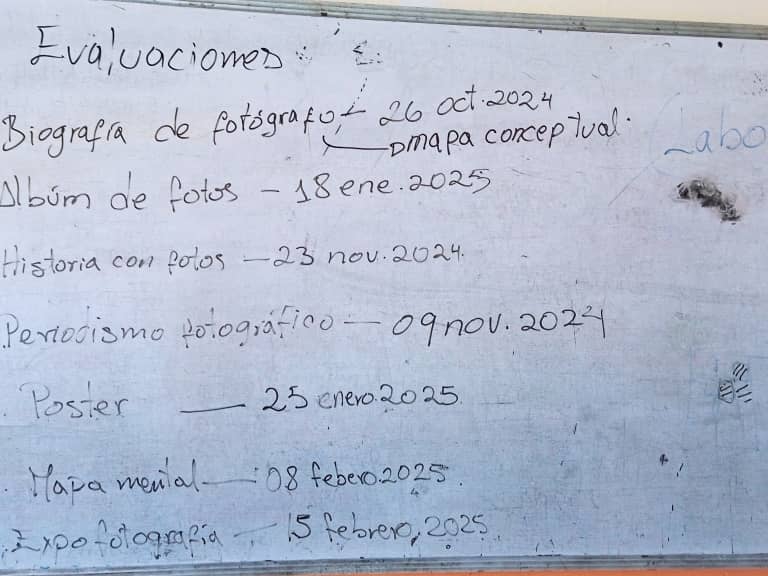 Evaluaciones:
Biografía de fotógrafo - 26 oct. 2024
mapa conceptual.
Labo
Albúm de fotos - 18 ene. 2025
Historia con fotos - 23 nov. 2024.
Periodismo fotográfico - 09 nov. 2024
Poster - 25 enero. 2025
Mapa mental - 08 febero. 2025.
Expo fotografía - 15 febrero, 2025